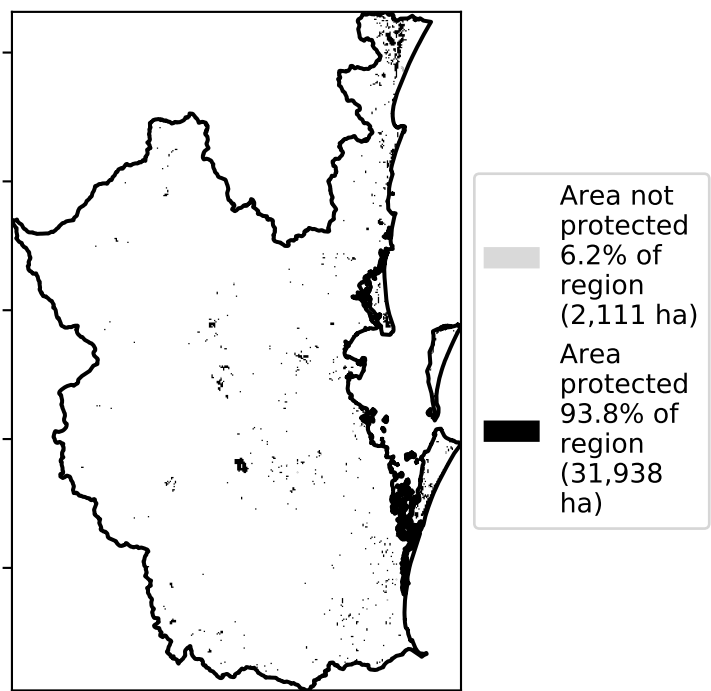 Area not
protected
6.2% of
region
(2,111 ha)
Area
protected
93.8% of
region
(31,938
ha)